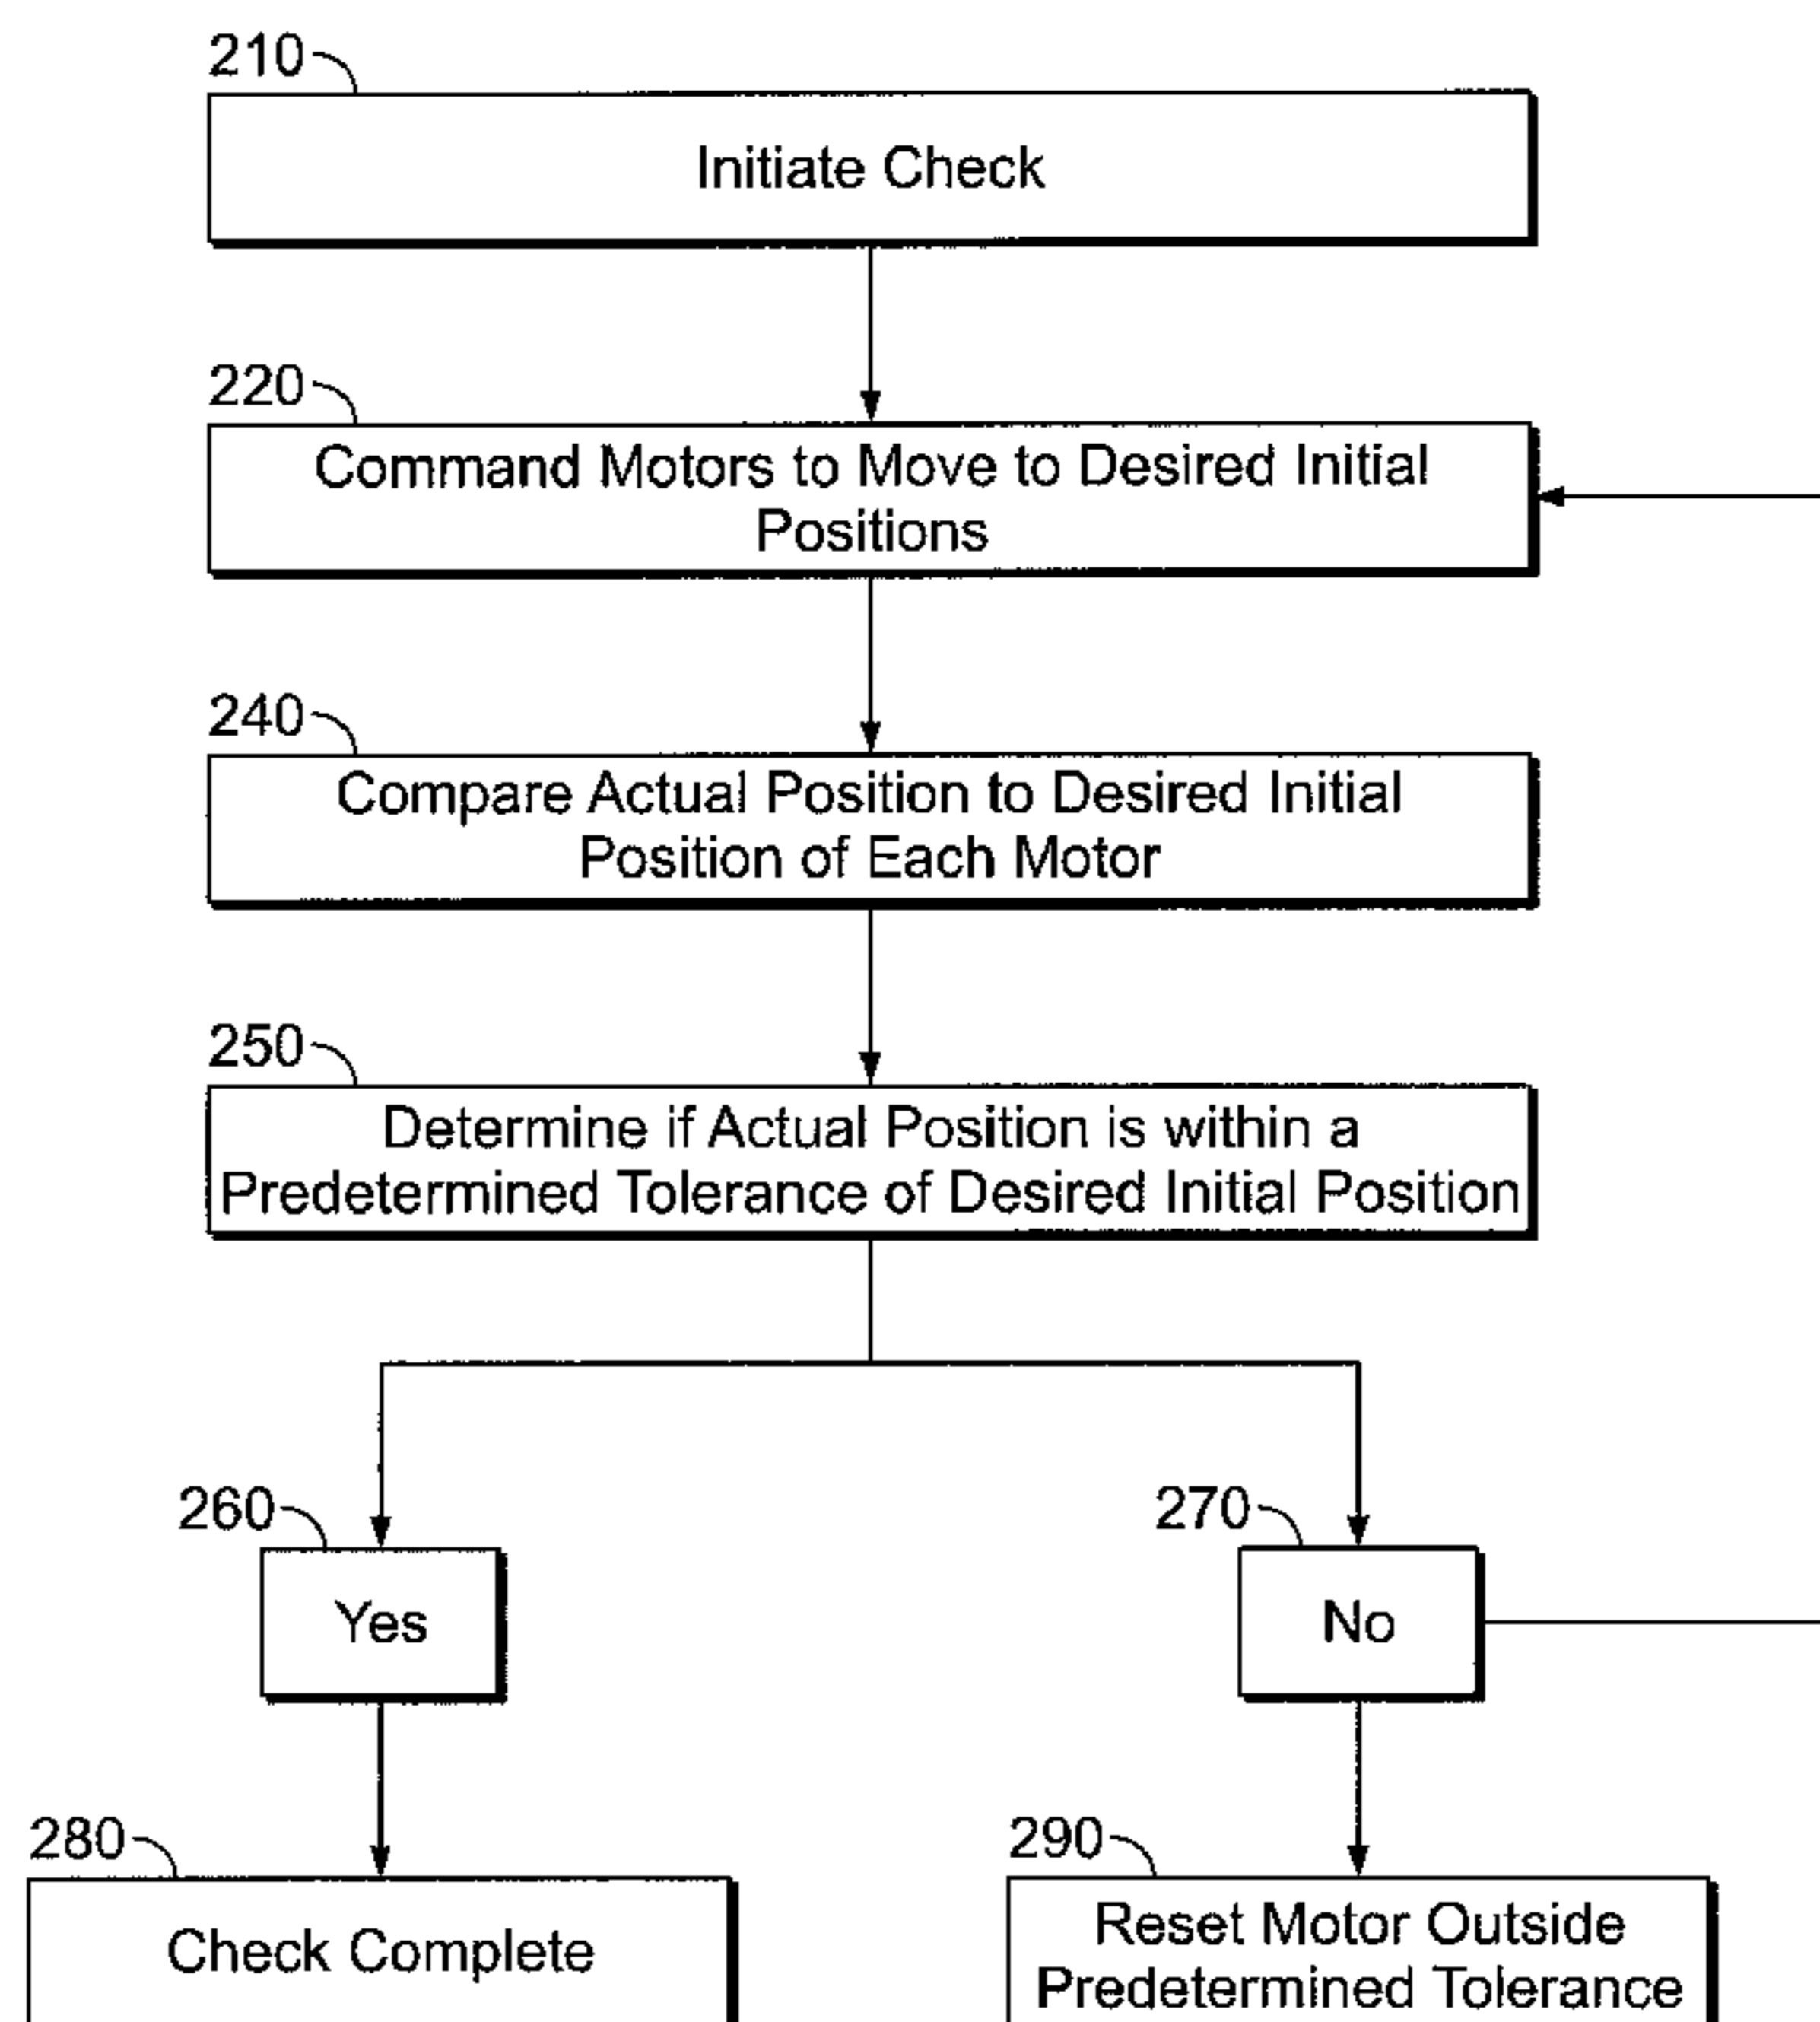 210
Initiate Check
220
Command Motors to Move to Desired Initial
Positions
240
Compare Actual Position to Desired Initial
Position of Each Motor
250
Determine if Actual Position is within a
Predetermined Tolerance of Desired Initial Position
260
Yes
270
No
280
Check Complete
290
Reset Motor Outside
Predetermined Tolerance